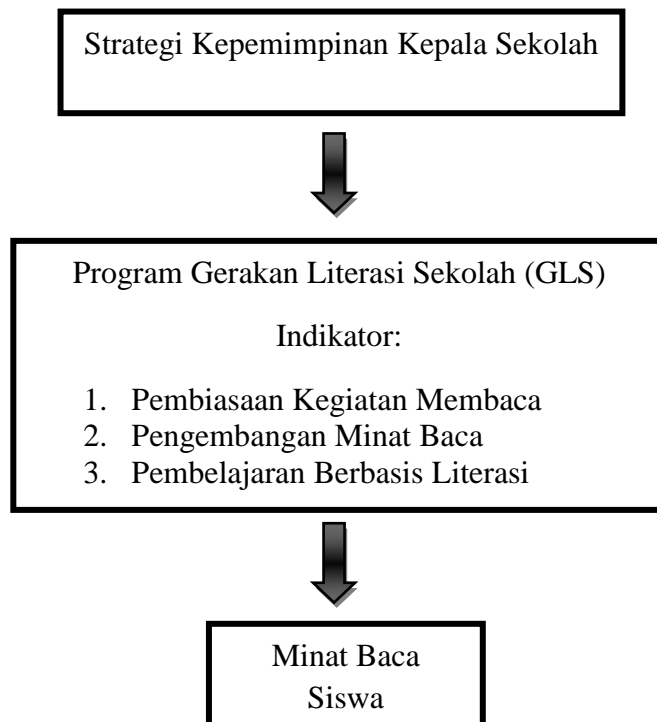 Strategi Kepemimpinan Kepala Sekolah
Program Gerakan Literasi Sekolah (GLS)
Indikator:
1. Pembiasaan Kegiatan Membaca
2. Pengembangan Minat Baca
3. Pembelajaran Berbasis Literasi
Minat Baca
Siswa